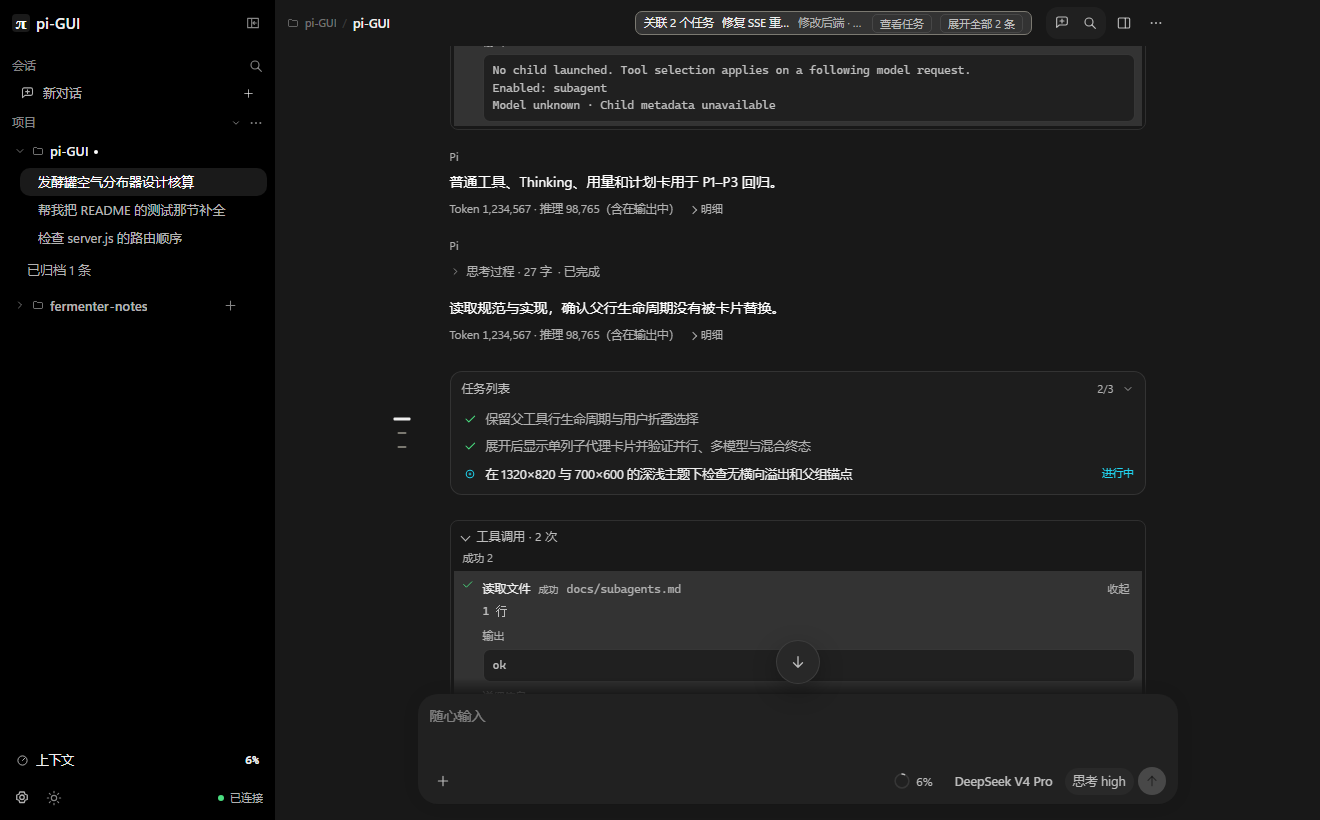 π pi-GUI
会话
新对话
项目
pi-GUI
发酵罐空气分布器设计核算
帮我把 README 的测试那节补全
检查 server.js 的路由顺序
已归档 1 条
fermenter-notes
上下文 6%
已连接
pi-GUI / pi-GUI
关联 2 个任务 修复 SSE 重... 修改后端 · ... 查看任务 展开全部 2 条
No child launched. Tool selection applies on a following model request.
Enabled: subagent
Model unknown · Child metadata unavailable
Pi
普通工具、Thinking、用量和计划卡用于 P1–P3 回归。
Token 1,234,567 · 推理 98,765（含在输出中） 明细
Pi
思考过程 · 27 字 · 已完成
读取规范与实现，确认父行生命周期没有被卡片替换。
Token 1,234,567 · 推理 98,765（含在输出中） 明细
任务列表 2/3
保留父工具行生命周期与用户折叠选择
展开后显示单列子代理卡片并验证并行、多模型与混合终态
在 1320×820 与 700×600 的深浅主题下检查无横向溢出和父组锚点 进行中
工具调用 · 2 次
成功 2
读取文件 成功 docs/subagents.md 收起
1 行
输出
ok
随心输入
6% DeepSeek V4 Pro 思考 high